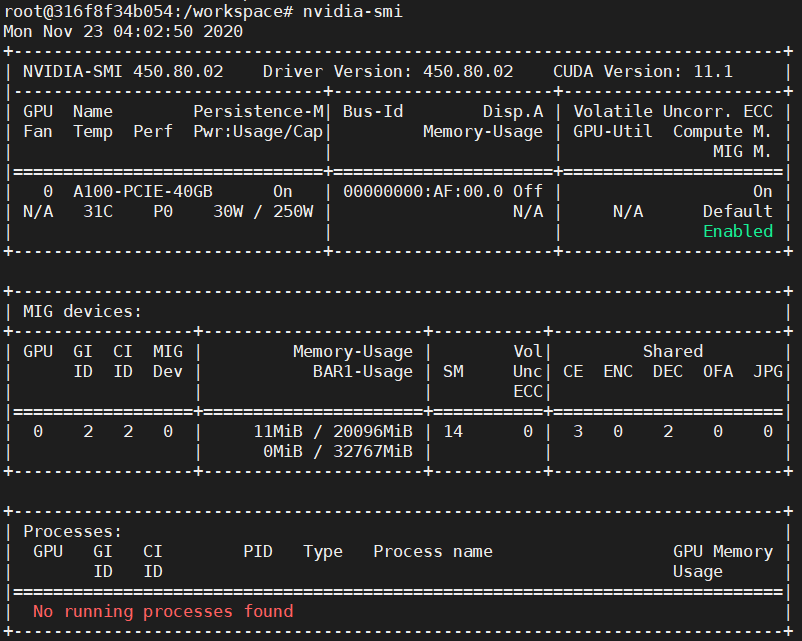 root@316f8f34b054:/workspace# nvidia-smi
Mon Nov 23 04:02:50 2020
+-----------------------------------------------------------------------------+
| NVIDIA-SMI 450.80.02    Driver Version: 450.80.02    CUDA Version: 11.1     |
|-------------------------------+----------------------+----------------------+
| GPU  Name        Persistence-M| Bus-Id        Disp.A | Volatile Uncorr. ECC |
| Fan  Temp  Perf  Pwr:Usage/Cap|         Memory-Usage | GPU-Util  Compute M. |
|                               |                      |               MIG M. |
|===============================+======================+======================|
|   0  A100-PCIE-40GB      On   | 00000000:AF:00.0 Off |                   On |
| N/A   31C    P0    30W / 250W |                  N/A |     N/A      Default |
|                               |                      |              Enabled |
+-------------------------------+----------------------+----------------------+

+-----------------------------------------------------------------------------+
| MIG devices:                                                                |
+------------------+----------------------+-----------+-----------------------+
| GPU  GI  CI  MIG |         Memory-Usage |        Vol|         Shared        |
|      ID  ID  Dev |           BAR1-Usage | SM     Unc| CE  ENC  DEC  OFA  JPG|
|                  |                      |        ECC|                       |
|==================+======================+===========+=======================|
|  0    2   2   0  |     11MiB / 20096MiB | 14      0 |  3   0    2    0    0 |
|                  |      0MiB / 32767MiB |           |                       |
+------------------+----------------------+-----------+-----------------------+

+-----------------------------------------------------------------------------+
| Processes:                                                                  |
|  GPU   GI   CI        PID   Type   Process name                  GPU Memory |
|        ID   ID                                                   Usage      |
|=============================================================================|
|  No running processes found                                                 |
+-----------------------------------------------------------------------------+